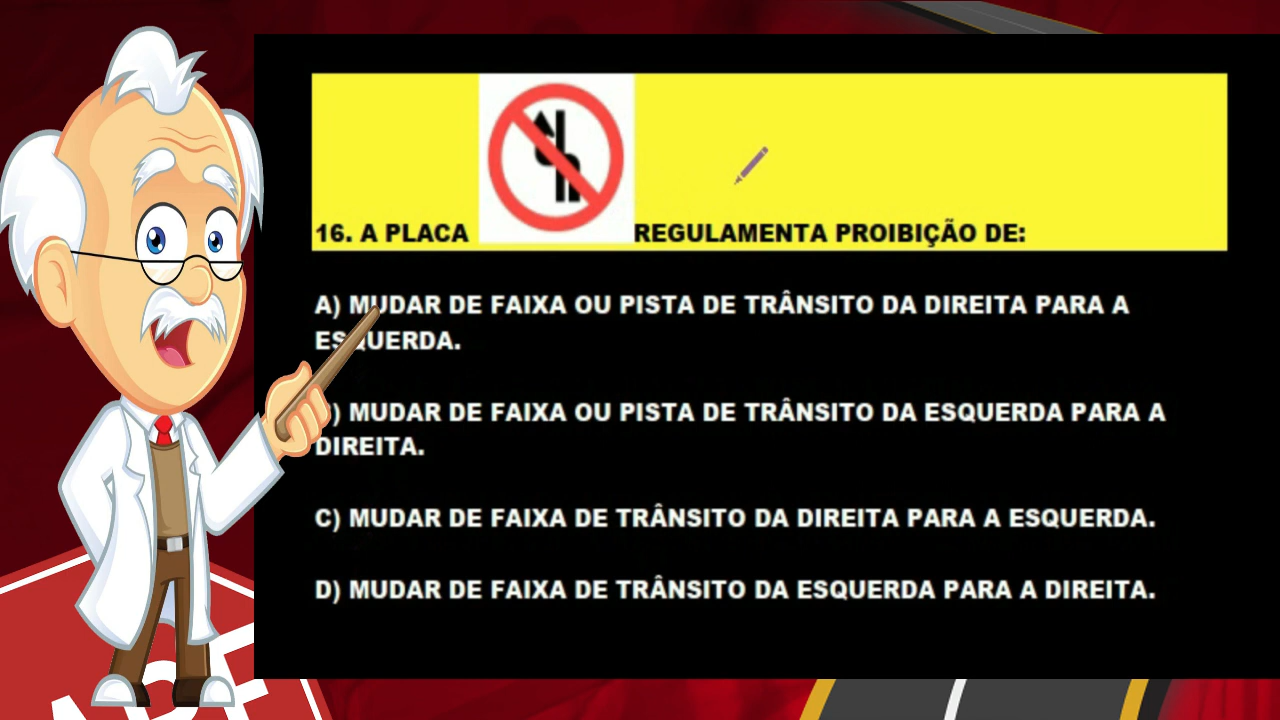 16. A PLACA REGULAMENTA PROIBIÇÃO DE:
A) MUDAR DE FAIXA OU PISTA DE TRÂNSITO DA DIREITA PARA A
ESQUERDA.
) MUDAR DE FAIXA OU PISTA DE TRÂNSITO DA ESQUERDA PARA A
DIREITA.
C) MUDAR DE FAIXA DE TRÂNSITO DA DIREITA PARA A ESQUERDA.
D) MUDAR DE FAIXA DE TRÂNSITO DA ESQUERDA PARA A DIREITA.